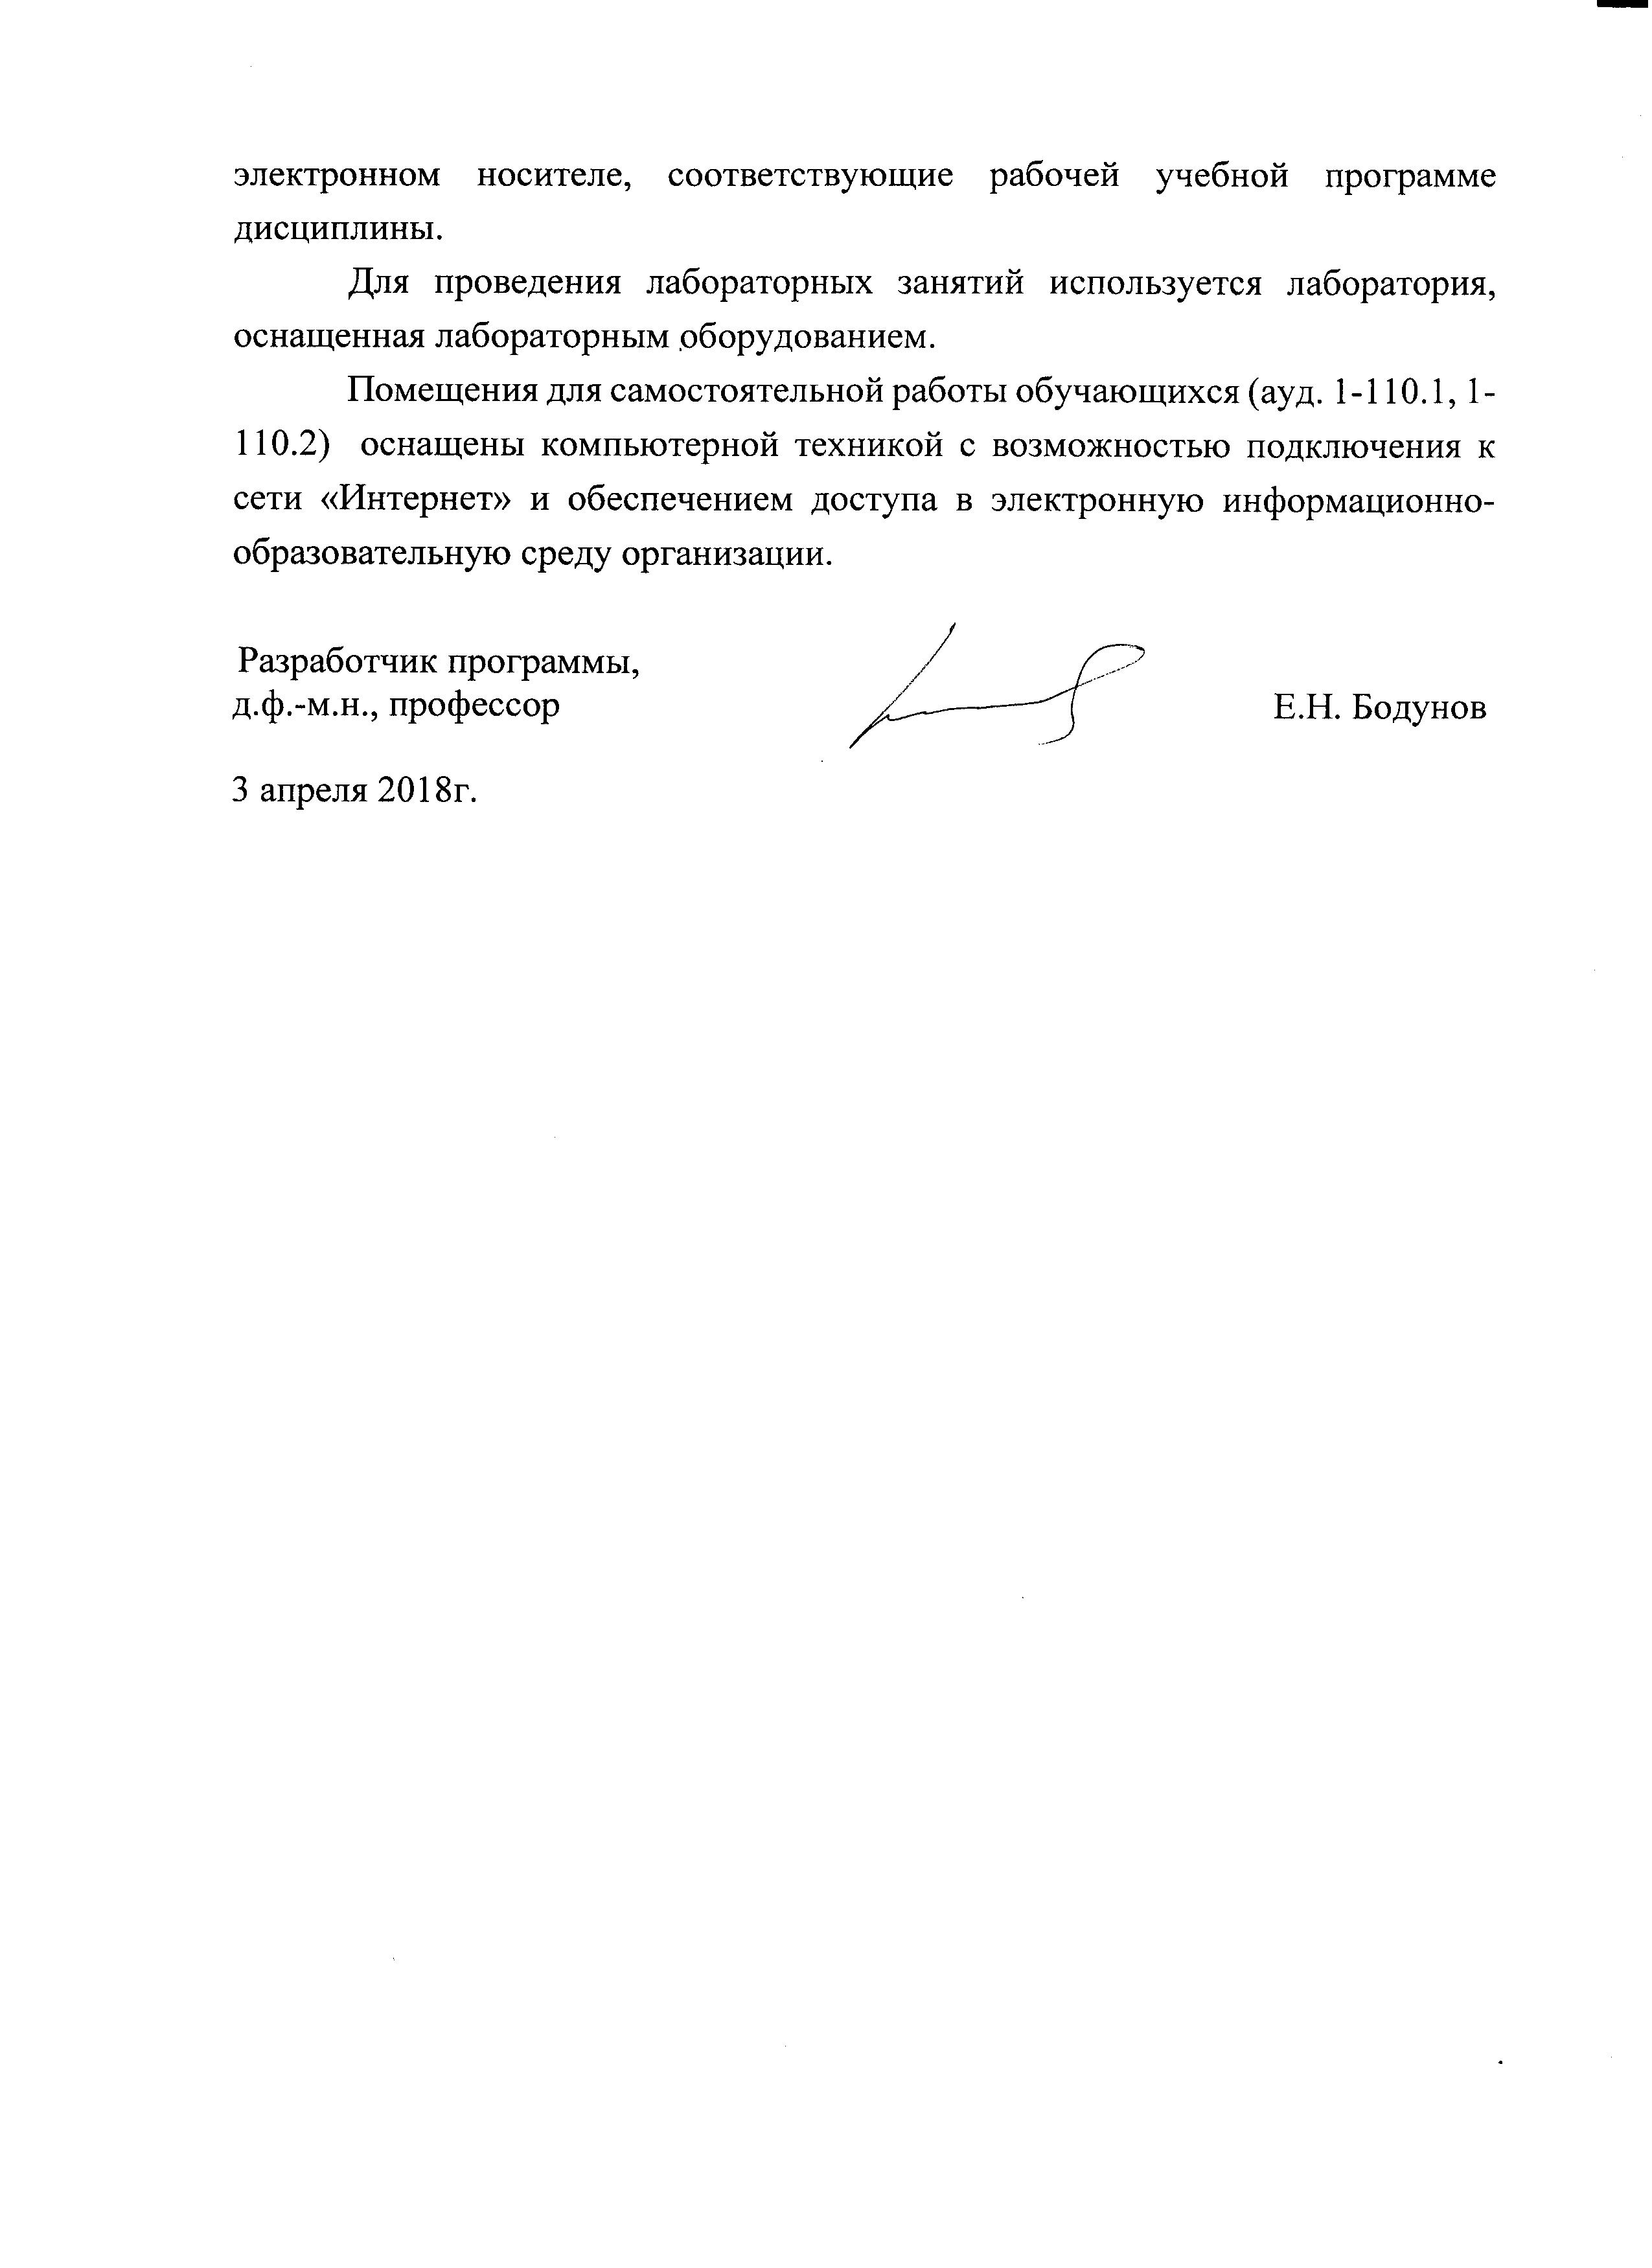 электронном носителе, соответствующие рабочей учебной программе
дисциплины.
Для проведения лабораторных занятий используется лаборатория,
оснащенная лабораторным оборудованием.
Помещения для самостоятельной работы обучающихся (ауд. 1-110.1, 1-
110.2) оснащены компьютерной техникой с возможностью подключения к
сети «Интернет» и обеспечением доступа в электронную информационно-
образовательную среду организации.
Разработчик программы,
д.ф.-м.н., профессор Е.Н. Бодунов
3 апреля 2018г.